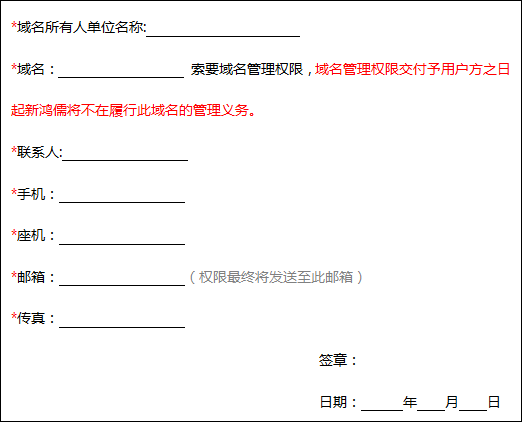 *域名所有人单位名称:____________________
*域名：________________ 索要域名管理权限，域名管理权限交付予用户方之日
起新鸿儒将不在履行此域名的管理义务。
*联系人:________________
*手机：________________
*座机：________________
*邮箱：________________（权限最终将发送至此邮箱）
*传真：________________
签章：
日期：______年____月____日